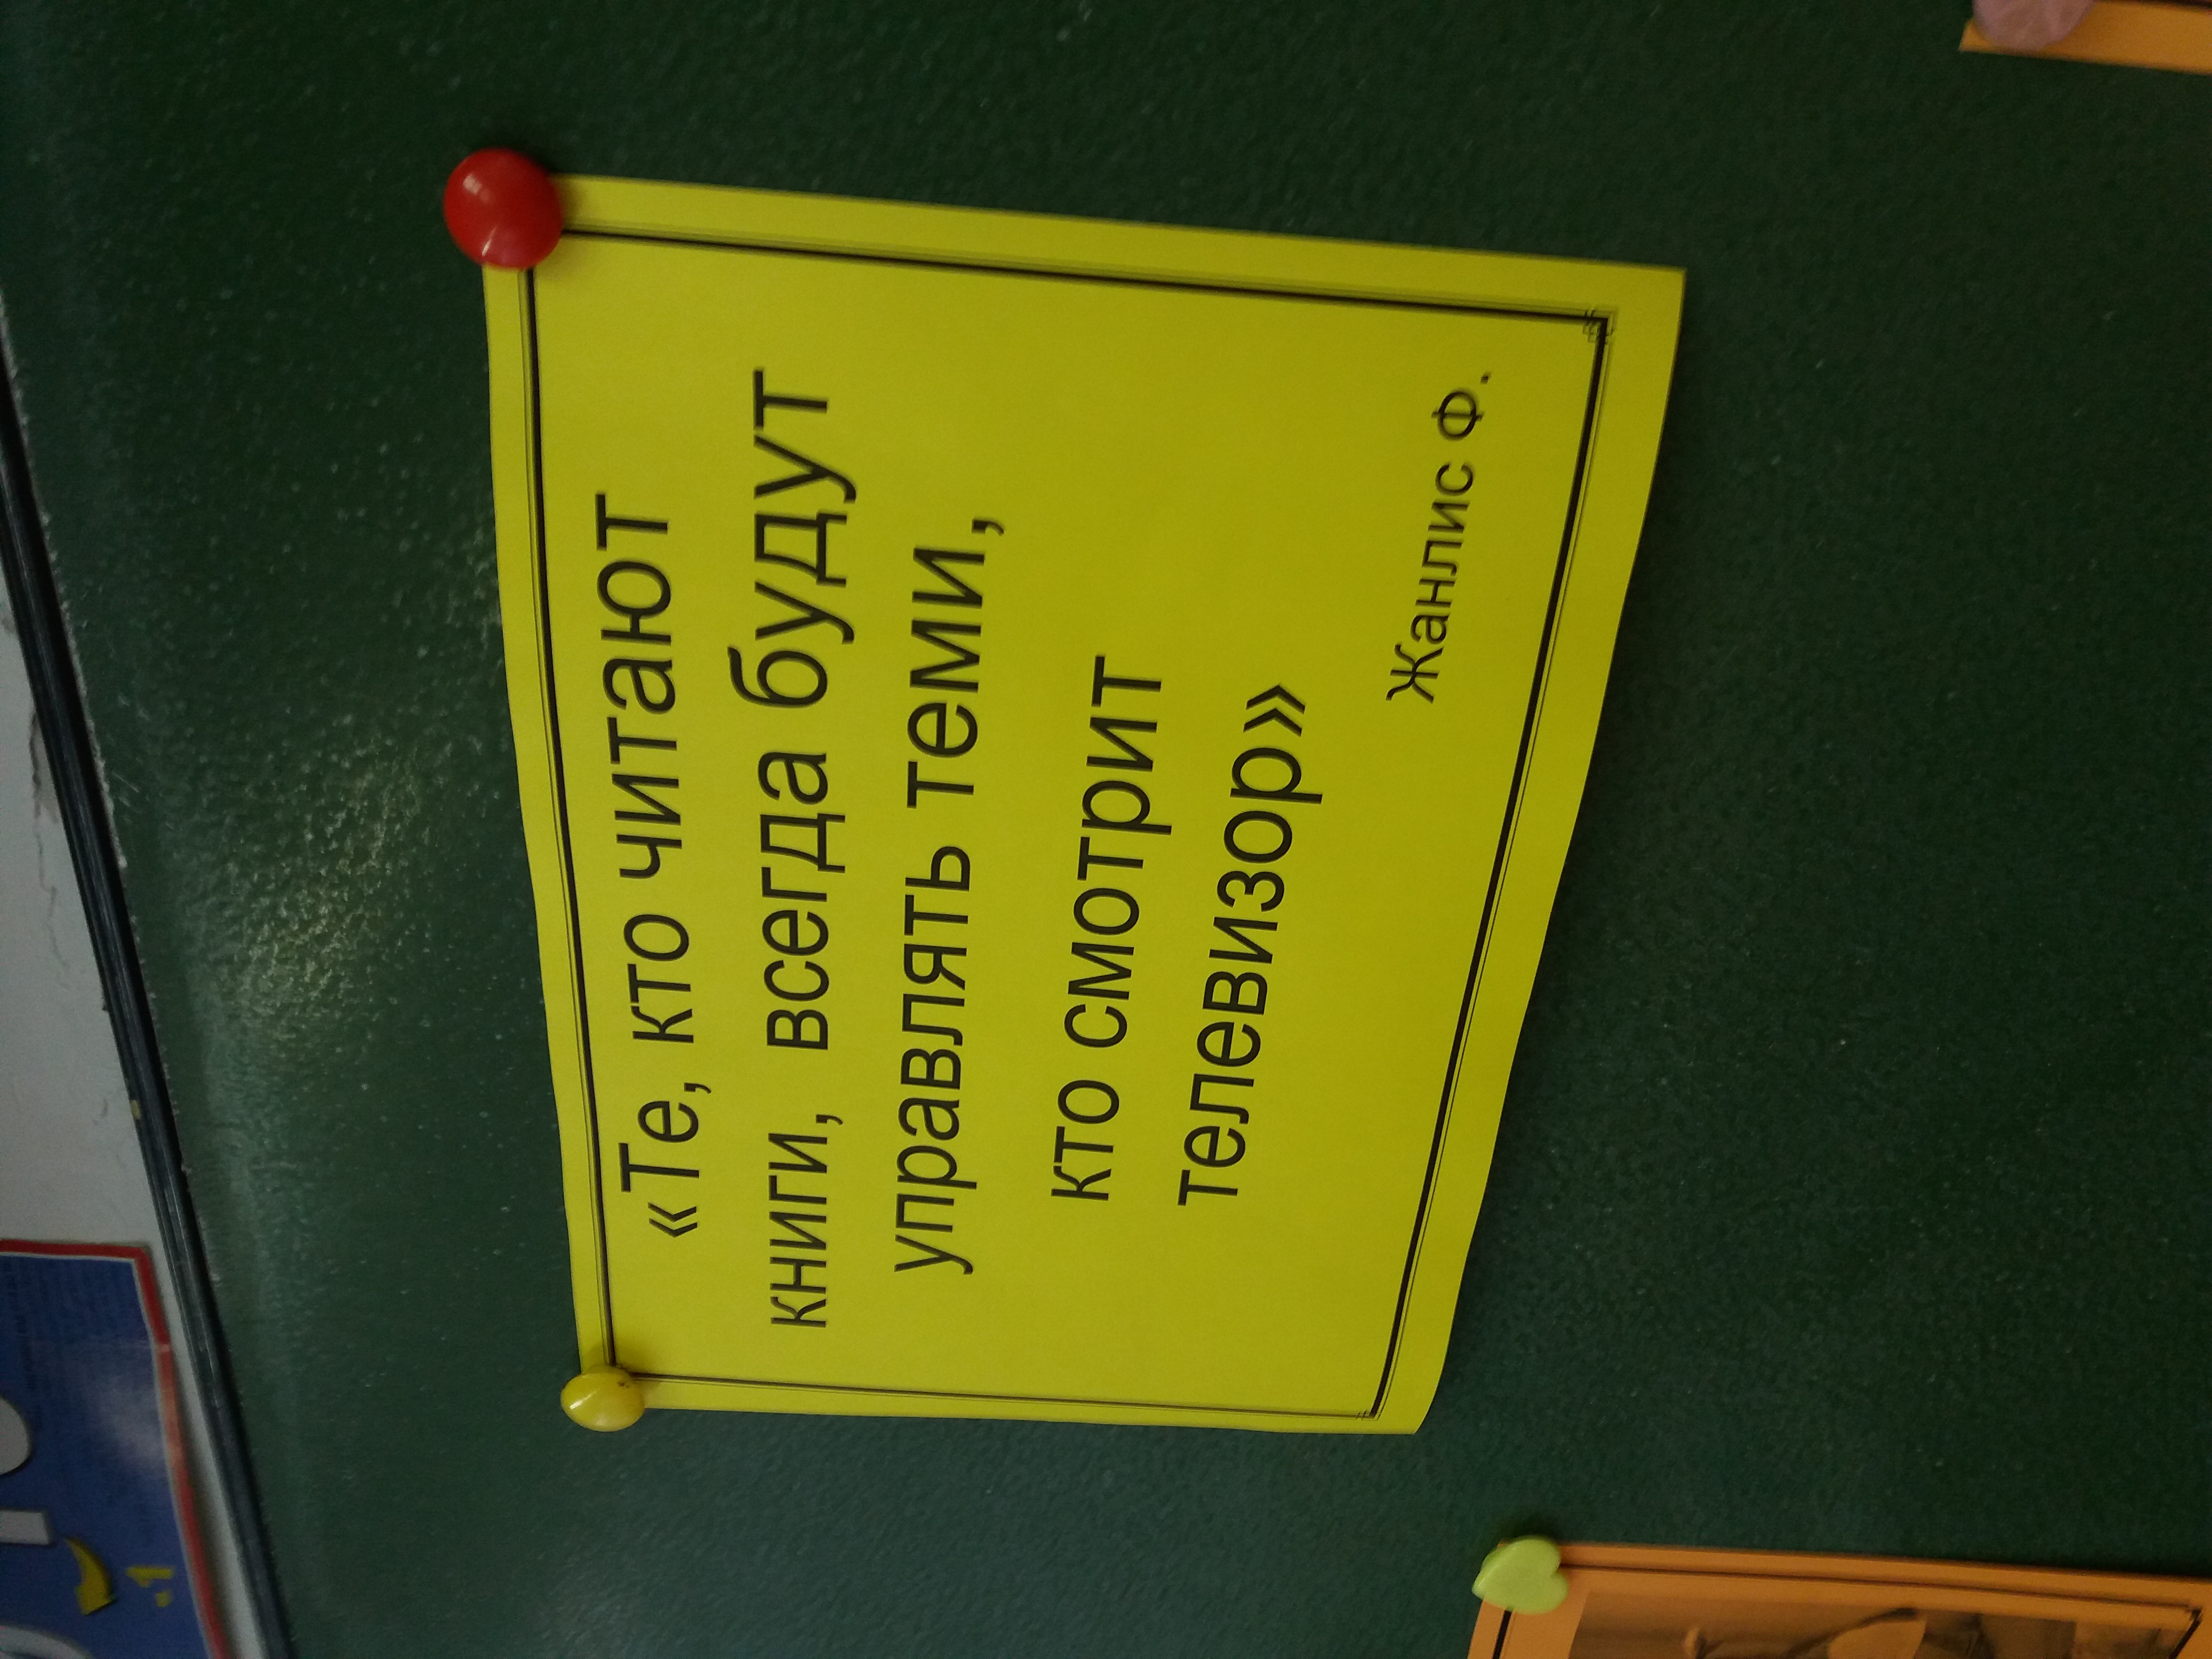 «Те, кто читают
книги, всегда будут
управлять теми,
кто смотрит
телевизор»
Жанлис Ф.